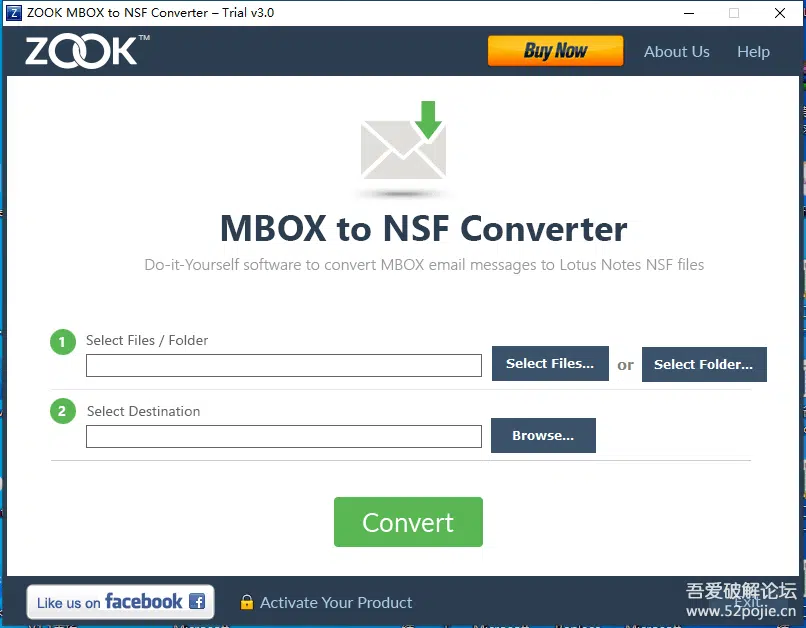 Z ZOOK MBOX to NSF Converter – Trial v3.0
ZOOK™
Buy Now
About Us
Help
MBOX to NSF Converter
Do-it-Yourself software to convert MBOX email messages to Lotus Notes NSF files
1 Select Files / Folder
Select Files... or Select Folder...
2 Select Destination
Browse...
Convert
Like us on facebook f
Activate Your Product
Exit
吾爱破解论坛
www.52pojie.cn